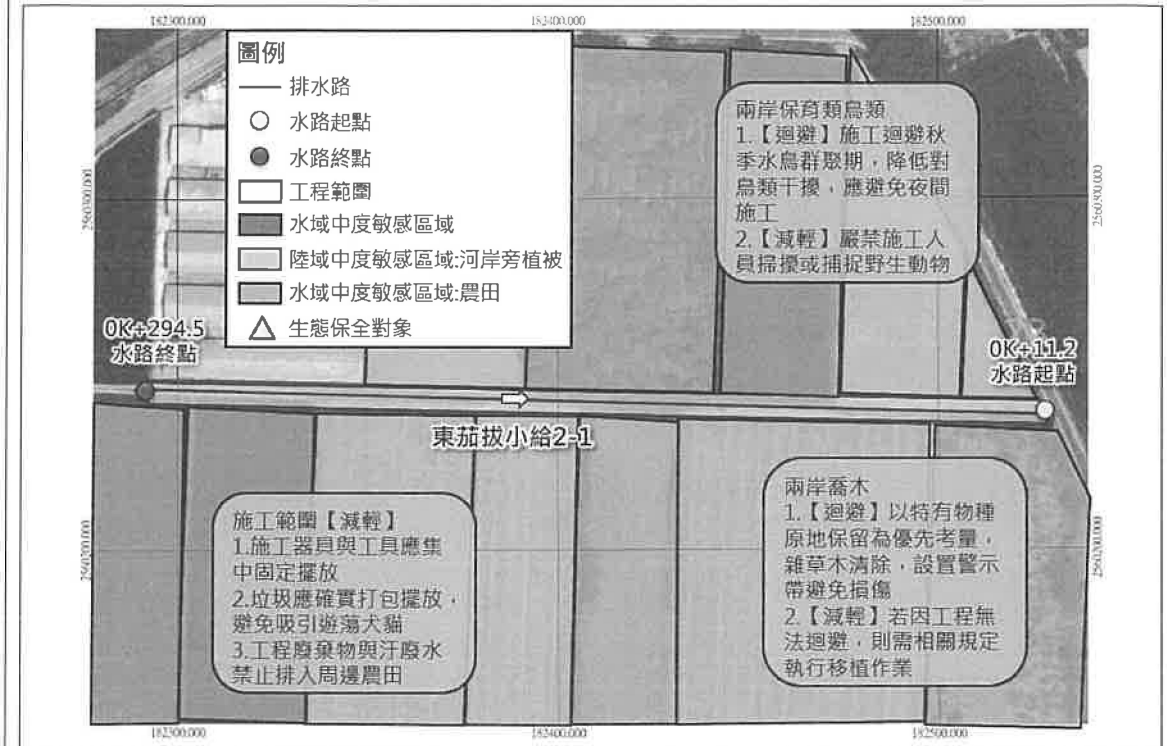 182300.000
182400.000
182500.000
圖例
排水路
水路起點
水路終點
工程範圍
水域中度敏感區域
陸域中度敏感區域:河岸旁植被
水域中度敏感區域:農田
生態保全對象
兩岸保育類鳥類
1.【迴避】施工迴避秋
季水鳥群聚期，降低對
鳥類干擾，應避免夜間
施工
2.【減輕】嚴禁施工人
員掃擾或捕捉野生動物
2560300.000
2560300.000
0K+294.5
水路終點
0K+11.2
水路起點
東茄拔小給2-1
施工範圍【減輕】
1.施工器具與工具應集
中固定擺放
2.垃圾應確實打包擺放，
避免吸引遊蕩犬貓
3.工程廢棄物與汙廢水
禁止排入周邊農田
兩岸喬木
1.【迴避】以特有物種
原地保留為優先考量，
雜草木清除，設置警示
帶避免損傷
2.【減輕】若因工程無
法迴避，則需相關規定
執行移植作業
2560200.000
2560200.000
182300.000
182400.000
182500.000